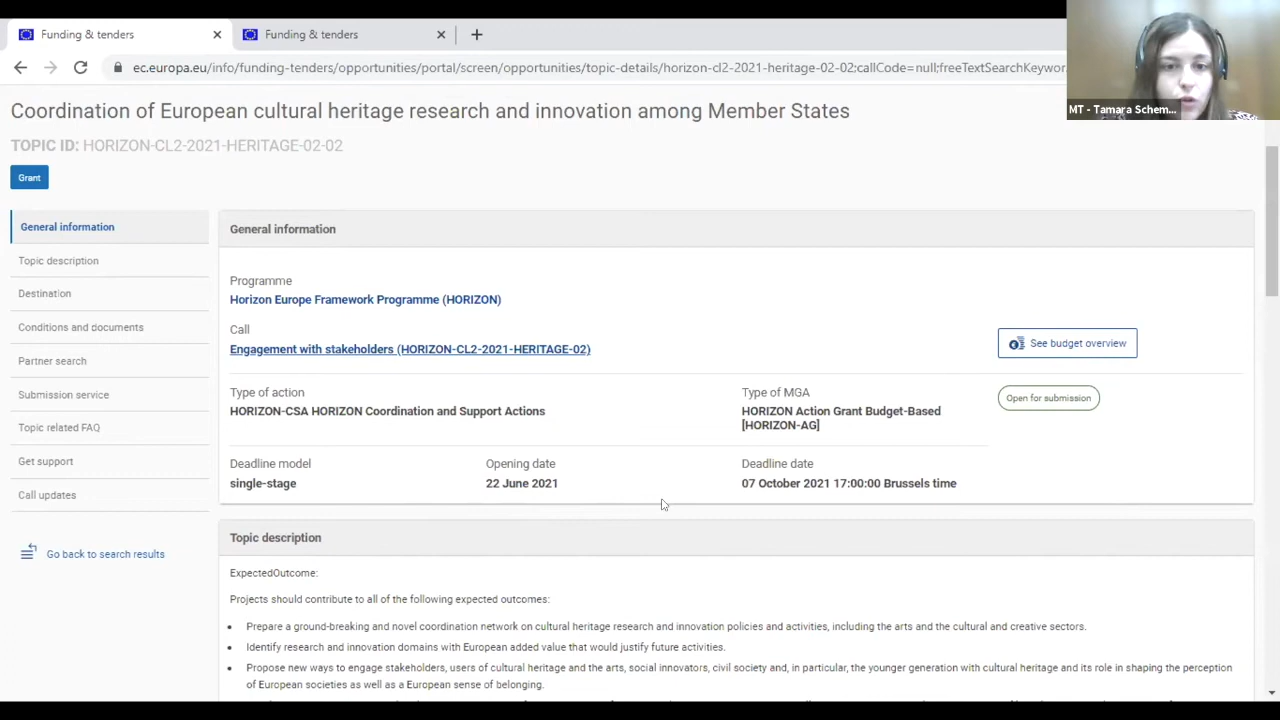 Funding & tenders
Funding & tenders
ec.europa.eu/info/funding-tenders/opportunities/portal/screen/opportunities/topic-details/horizon-cl2-2021-heritage-02-02;callCode=null;freeTextSearchKeywor
MT - Tamara Schem...
Coordination of European cultural heritage research and innovation among Member States
TOPIC ID: HORIZON-CL2-2021-HERITAGE-02-02
Grant
General information
Topic description
Destination
Conditions and documents
Partner search
Submission service
Topic related FAQ
Get support
Call updates
Go back to search results
General information
Programme
Horizon Europe Framework Programme (HORIZON)
Call
Engagement with stakeholders (HORIZON-CL2-2021-HERITAGE-02)
See budget overview
Type of action
HORIZON-CSA HORIZON Coordination and Support Actions
Type of MGA
HORIZON Action Grant Budget-Based
[HORIZON-AG]
Open for submission
Deadline model
single-stage
Opening date
22 June 2021
Deadline date
07 October 2021 17:00:00 Brussels time
Topic description
ExpectedOutcome:
Projects should contribute to all of the following expected outcomes:
Prepare a ground-breaking and novel coordination network on cultural heritage research and innovation policies and activities, including the arts and the cultural and creative sectors.
Identify research and innovation domains with European added value that would justify future activities.
Propose new ways to engage stakeholders, users of cultural heritage and the arts, social innovators, civil society and, in particular, the younger generation with cultural heritage and its role in shaping the perception
of European societies as well as a European sense of belonging.